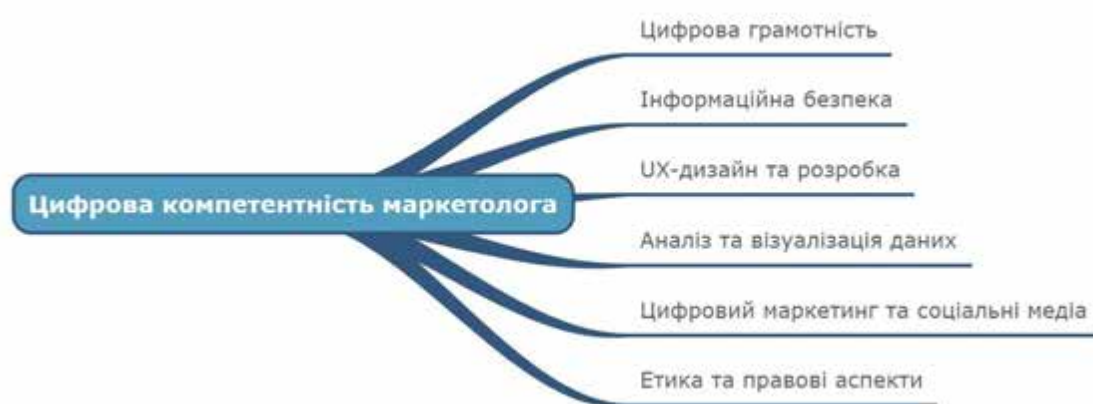 Цифрова грамотність
Інформаційна безпека
UX-дизайн та розробка
Цифрова компетентність маркетолога
Аналіз та візуалізація даних
Цифровий маркетинг та соціальні медіа
Етика та правові аспекти